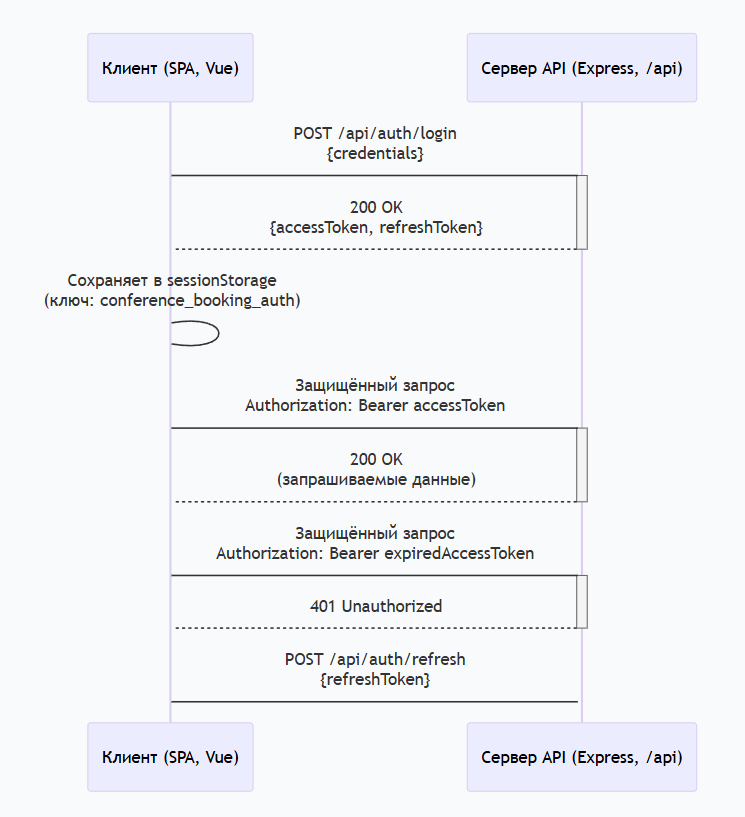 Клиент (SPA, Vue)
Сервер API (Express, /api)
POST /api/auth/login
{credentials}
200 OK
{accessToken, refreshToken}
Сохраняет в sessionStorage
(ключ: conference_booking_auth)
Защищённый запрос
Authorization: Bearer accessToken
200 OK
(запрашиваемые данные)
Защищённый запрос
Authorization: Bearer expiredAccessToken
401 Unauthorized
POST /api/auth/refresh
{refreshToken}
Клиент (SPA, Vue)
Сервер API (Express, /api)